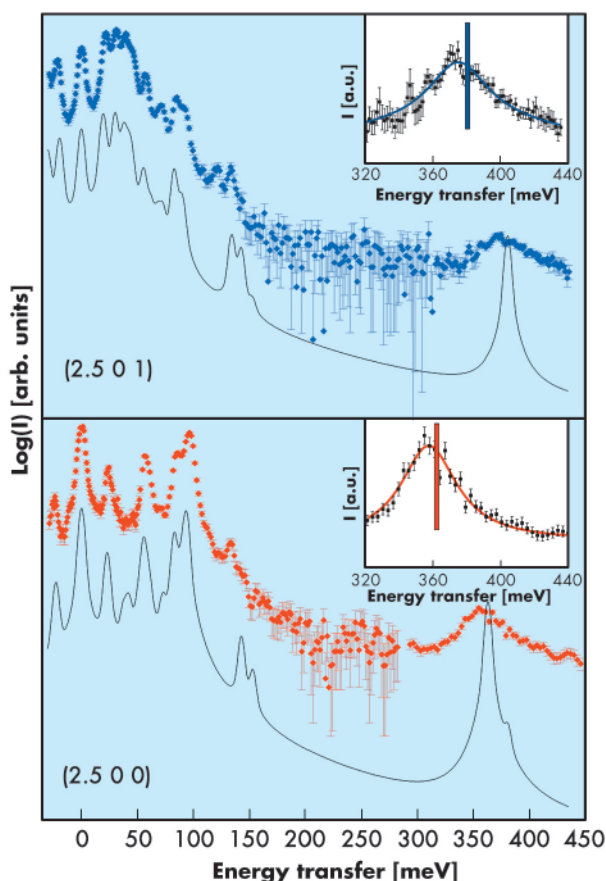 I [a.u.]
320 360 400 440
Energy transfer [meV]
(2.5 0 1)
Log(I) [arb. units]
I [a.u.]
320 360 400 440
Energy transfer [meV]
(2.5 0 0)
0 50 100 150 200 250 300 350 400 450
Energy transfer [meV]